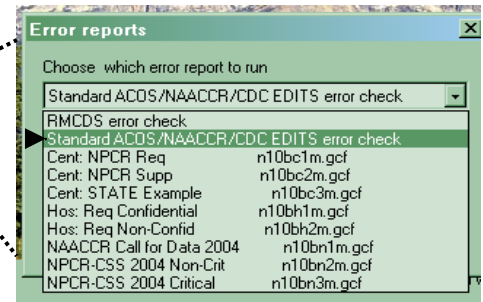 Error reports
Choose which error report to run
Standard ACOS/NAACCR/CDC EDITS error check
RMCDS error check
Standard ACOS/NAACCR/CDC EDITS error check
Cent: NPCR Req n10bc1m.gcf
Cent: NPCR Supp n10bc2m.gcf
Cent: STATE Example n10bc3m.gcf
Hos: Req Confidential n10bh1m.gcf
Hos: Req Non-Confid n10bh2m.gcf
NAACCR Call for Data 2004 n10bn1m.gcf
NPCR-CSS 2004 Non-Crit n10bn2m.gcf
NPCR-CSS 2004 Critical n10bn3m.gcf